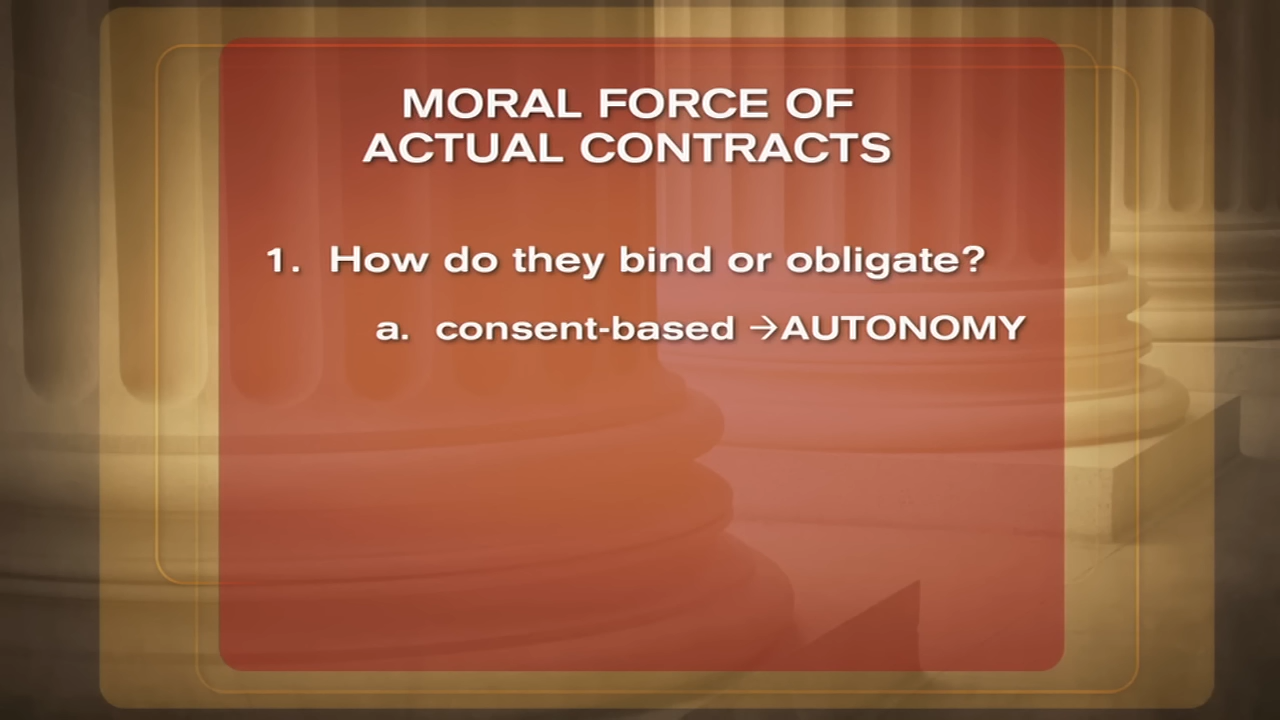 MORAL FORCE OF
ACTUAL CONTRACTS
1. How do they bind or obligate?
a. consent-based →AUTONOMY